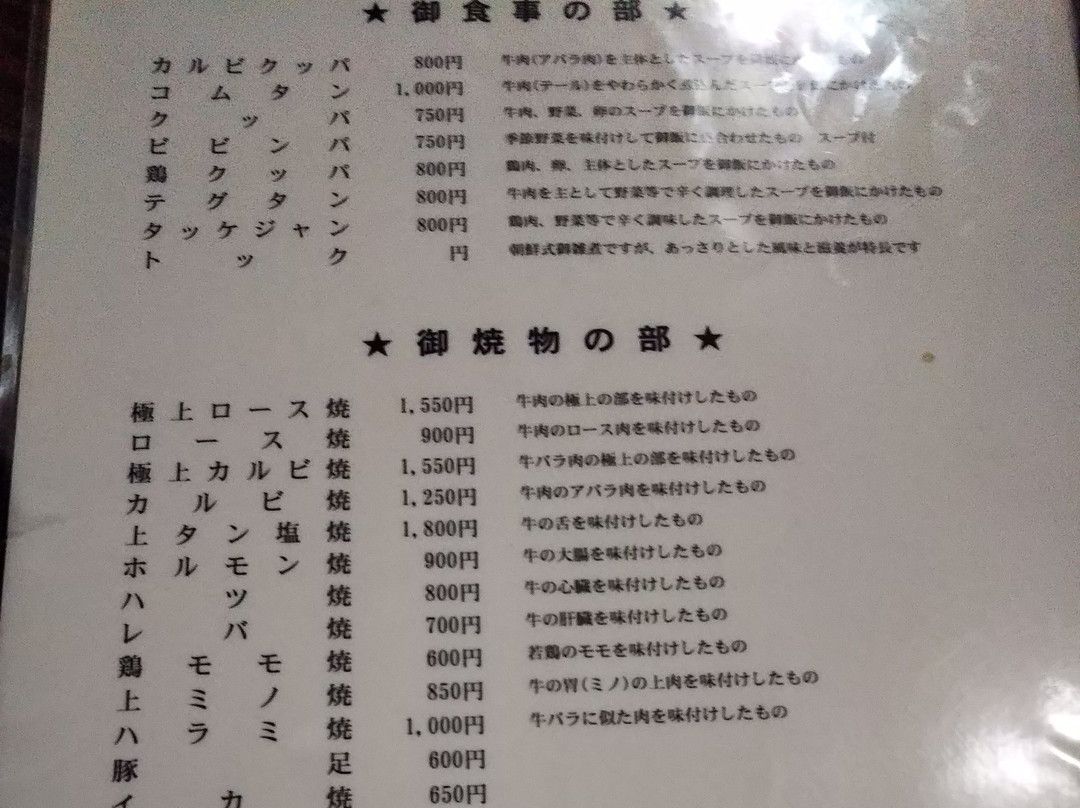 ★ 御食事の部 ★
カルビクッパ 800円 牛肉(アバラ肉)を主体としたスープを
コムタン 1,000円 牛肉(テール)をやわらかく煮込んだスープ
クッパ 750円 牛肉、野菜、卵のスープを御飯にかけたもの
ビビンバ 750円 季節野菜を味付けして御飯に 合わせたもの スープ付
鶏クッパ 800円 鶏肉、卵、主体としたスープを御飯にかけたもの
テグタン 800円 牛肉を主として野菜等で辛く調理したスープを御飯にかけたもの
タッケジャン 800円 鶏肉、野菜等で辛く調味したスープを御飯にかけたもの
トック 円 朝鮮式御雑煮ですが、あっさりとした風味と滋養が特長です
★ 御焼物の部 ★
極上ロース焼 1,550円 牛肉の極上の部を味付けしたもの
ロース焼 900円 牛肉のロース肉を味付けしたもの
極上カルビ焼 1,550円 牛バラ肉の極上の部を味付けしたもの
カルビ焼 1,250円 牛肉のアバラ肉を味付けしたもの
上タン塩焼 1,800円 牛の舌を味付けしたもの
ホルモン焼 900円 牛の大腸を味付けしたもの
ハツ焼 800円 牛の心臓を味付けしたもの
レバ焼 700円 牛の肝臓を味付けしたもの
鶏モモ焼 600円 若鶏のモモを味付けしたもの
上ミノ焼 850円 牛の胃(ミノ)の上肉を味付けしたもの
ハラミ焼 1,000円 牛バラに似た肉を味付けしたもの
豚足 600円
イカ焼 650円